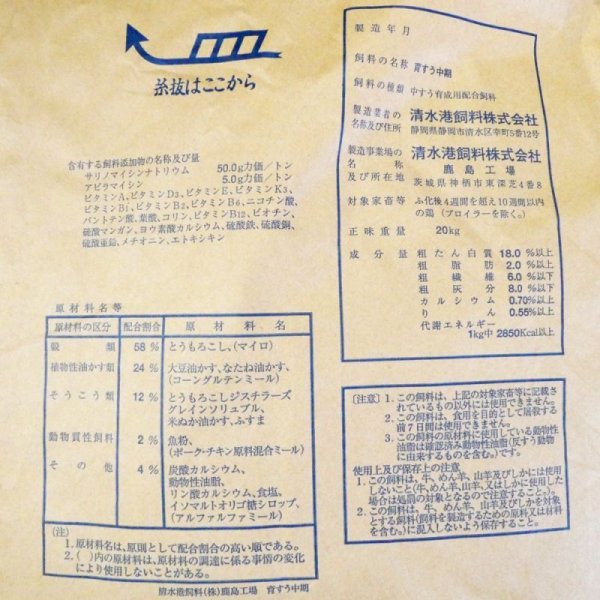 糸抜はここから
含有する飼料添加物の名称及び量
サリノマイシンナトリウム 50.0g力価/トン
アビラマイシン 5.0g力価/トン
ビタミンA、ビタミンD3、ビタミンE、ビタミンK3、
ビタミンB1、ビタミンB2、ビタミンB6、ニコチン酸、
パントテン酸、葉酸、コリン、ビタミンB12、ビオチン、
硫酸マンガン、ヨウ素酸カルシウム、硫酸鉄、硫酸銅、
硫酸亜鉛、メチオニン、エトキシキン
原材料名等
原材料の区分 配合割合 原材料名
穀類 58% とうもろこし、(マイロ)
植物性油かす類 24% 大豆油かす、なたね油かす、
(コーングルテンミール)
そうこう類 12% とうもろこしジスチラーズ
グレインソリュブル、
米ぬか油かす、ふすま
動物質性飼料 2% 魚粉、
(ポーク・チキン原料混合ミール)
その他 4% 炭酸カルシウム、
動物性油脂、
リン酸カルシウム、食塩、
イソマルトオリゴ糖シロップ、
(アルファルファミール)
(注)
1.原材料名は、原則として配合割合の高い順である。
2.( )内の原材料は、原材料の調達に係る事情の変化
により使用しないことがある。
清水港飼料(株)鹿島工場 育すう中期
製造年月
飼料の名称 育すう中期
飼料の種類 中すう育成用配合飼料
製造業者の名称及び住所 清水港飼料株式会社
静岡県静岡市清水区幸町5番12号
製造事業場の名称及び所在地 清水港飼料株式会社
鹿島工場
茨城県神栖市東深芝4番8
対象家畜等 ふ化後4週間を超え10週間以内
の鶏(ブロイラーを除く。)
正味重量 20kg
成分量 粗たん白質 18.0%以上
粗脂肪 2.0%以上
粗繊維 6.0%以下
粗灰分 8.0%以下
カルシウム 0.70%以上
りん 0.55%以上
代謝エネルギー
1kg中 2850Kcal以上
[注意] 1.この飼料は、上記の対象家畜等に記載さ
れているもの以外には使用できません。
2.この飼料は、食用を目的として屠殺する
前7日間は使用できません。
3.この飼料の原材料に使用している動物性
油脂は確認済み動物性油脂(反すう動物
に由来するものを含む。)です。
使用上及び保存上の注意
1.この飼料は、牛、めん羊、山羊及びしかには使用
しないこと(牛、めん羊、山羊、又はしかに使用した
場合は処罰の対象となるので注意すること。)。
2.この飼料は、牛、めん羊、山羊及びしかを対象
とする飼料(飼料を製造するための原料又は材料
を含む。)に混入しないよう保存すること。